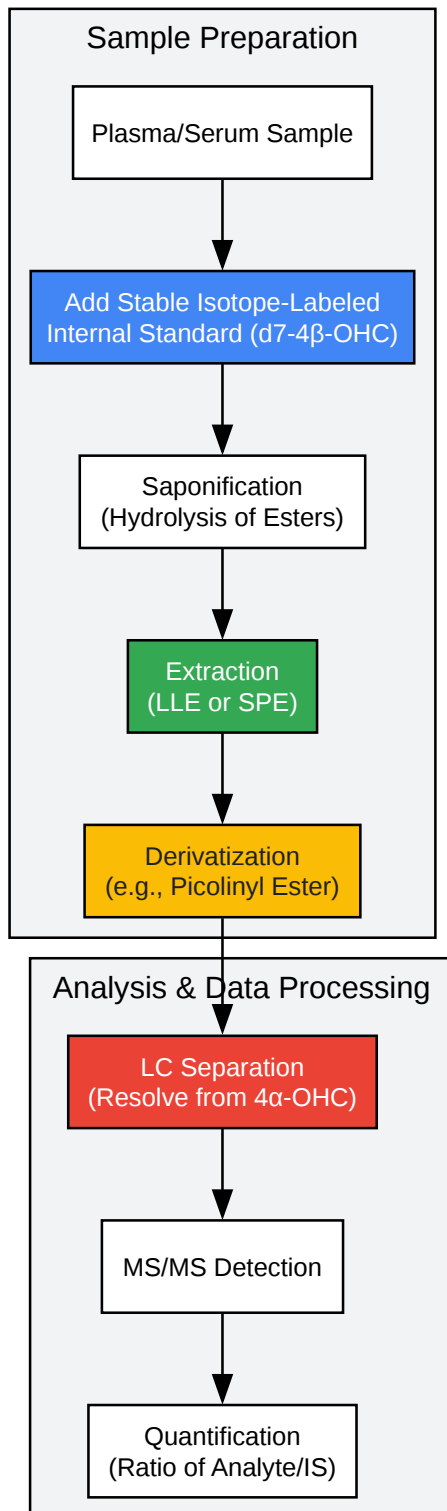 Sample Preparation
Plasma/Serum Sample
Add Stable Isotope-Labeled
Internal Standard (d7-4β-OHC)
Saponification
(Hydrolysis of Esters)
Extraction
(LLE or SPE)
Derivatization
(e.g., Picolinyl Ester)
Analysis & Data Processing
LC Separation
(Resolve from 4α-OHC)
MS/MS Detection
Quantification
(Ratio of Analyte/IS)